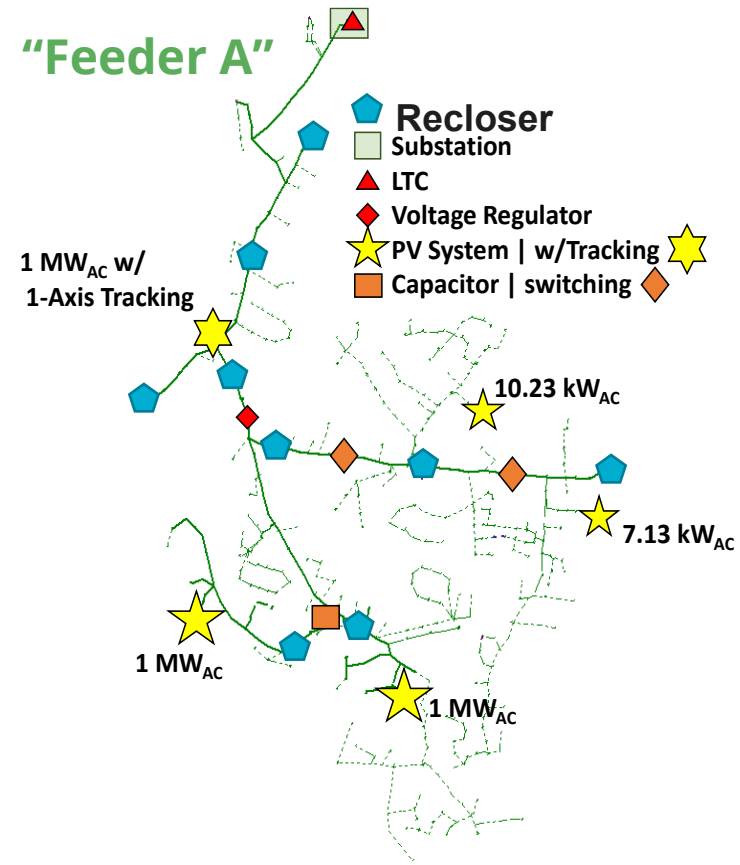 “Feeder A”
Recloser
Substation
LTC
Voltage Regulator
PV System | w/Tracking
Capacitor | switching
1 MWAC w/
1-Axis Tracking
10.23 kWAC
7.13 kWAC
1 MWAC
1 MWAC